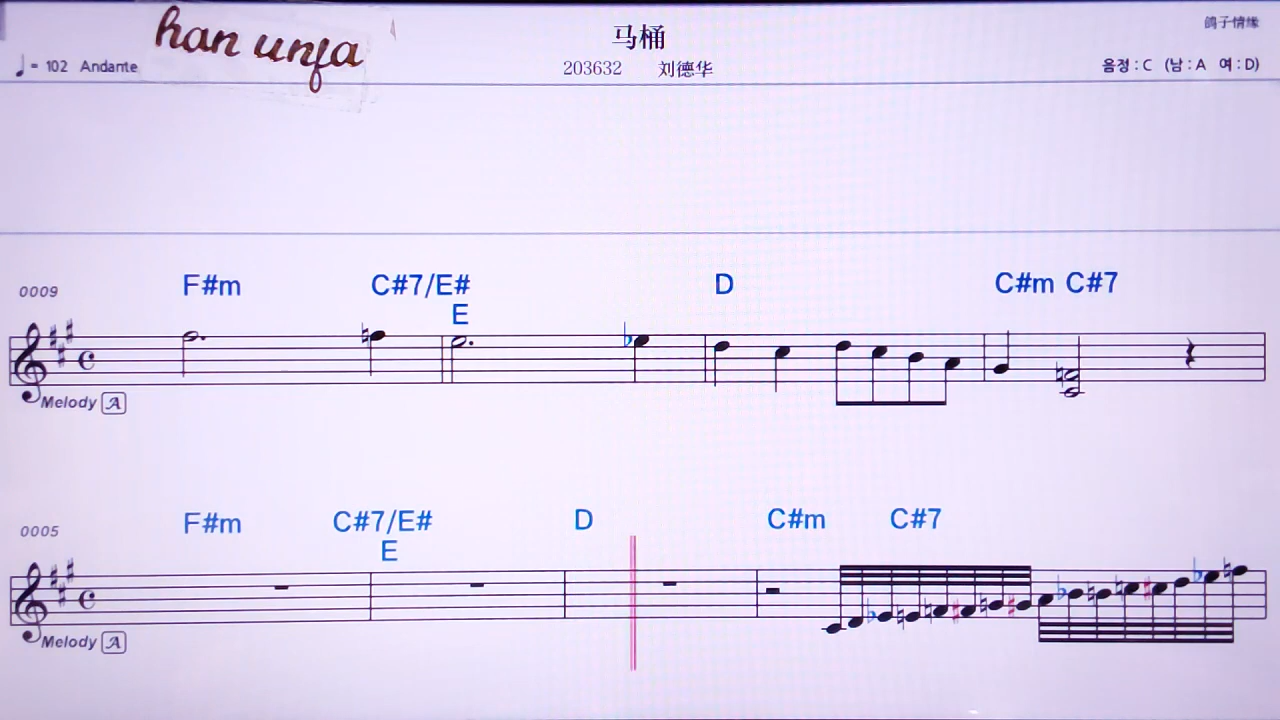 han unfa
马桶
鸽子情缘
♩= 102 Andante
203632 刘德华
음정 : C (남 : A 여 : D)
F#m C#7/E# D C#m C#7
0009
E
Melody A
F#m C#7/E# D C#m C#7
0005
E
Melody A